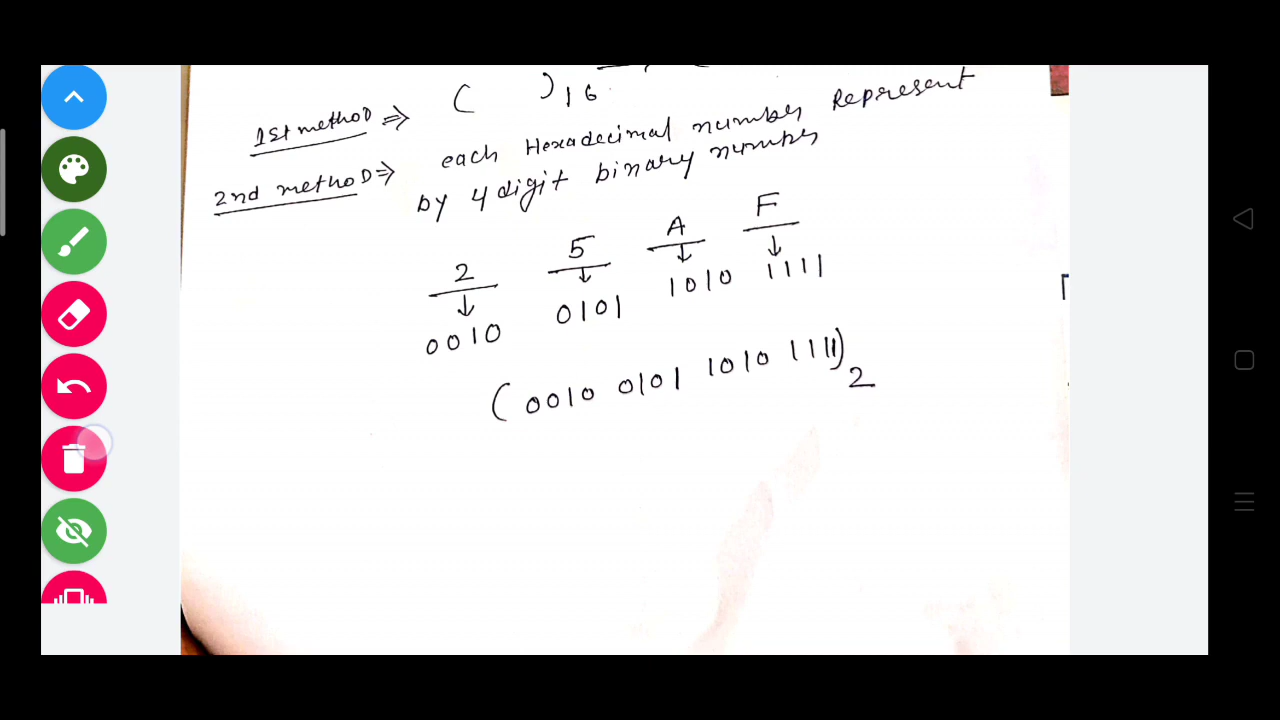 1st method ⇒ ( )16
2nd method ⇒ each Hexadecimal number Represent
by 4 digit binary number
2 5 A F
↓ ↓ ↓ ↓
0010 0101 1010 1111
(0010 0101 1010 1111)2